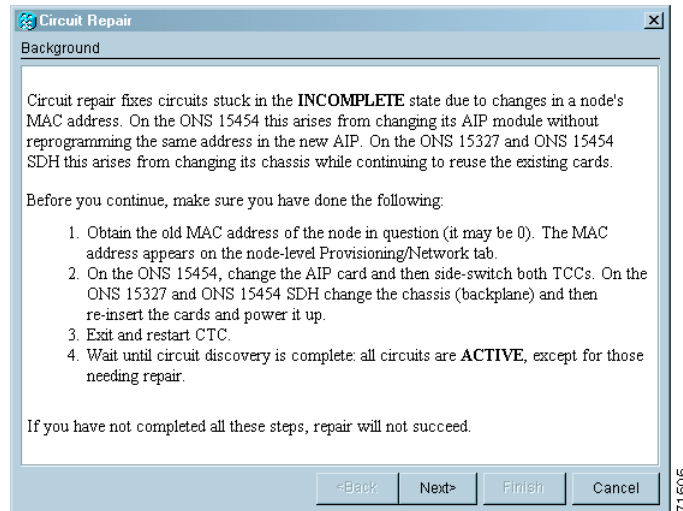 Circuit Repair
Background
Circuit repair fixes circuits stuck in the INCOMPLETE state due to changes in a node's
MAC address. On the ONS 15454 this arises from changing its AIP module without
reprogramming the same address in the new AIP. On the ONS 15327 and ONS 15454
SDH this arises from changing its chassis while continuing to reuse the existing cards.
Before you continue, make sure you have done the following:
1. Obtain the old MAC address of the node in question (it may be 0). The MAC
address appears on the node-level Provisioning/Network tab.
2. On the ONS 15454, change the AIP card and then side-switch both TCCs. On the
ONS 15327 and ONS 15454 SDH change the chassis (backplane) and then
re-insert the cards and power it up.
3. Exit and restart CTC.
4. Wait until circuit discovery is complete: all circuits are ACTIVE, except for those
needing repair.
If you have not completed all these steps, repair will not succeed.
<Back Next> Finish Cancel
71605